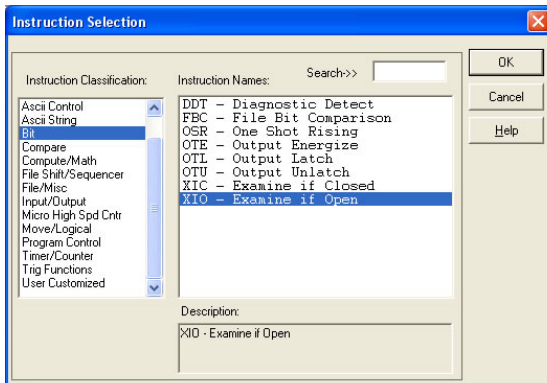 Instruction Selection
Instruction Classification:
Ascii Control
Ascii String
Bit
Compare
Compute/Math
File Shift/Sequencer
File/Misc
Input/Output
Micro High Spd Cntr
Move/Logical
Program Control
Timer/Counter
Trig Functions
User Customized
Instruction Names:
Search->>
DDT - Diagnostic Detect
FBC - File Bit Comparison
OSR - One Shot Rising
OTE - Output Energize
OTL - Output Latch
OTU - Output Unlatch
XIC - Examine if Closed
XIO - Examine if Open
Description:
XIO - Examine if Open
OK
Cancel
Help